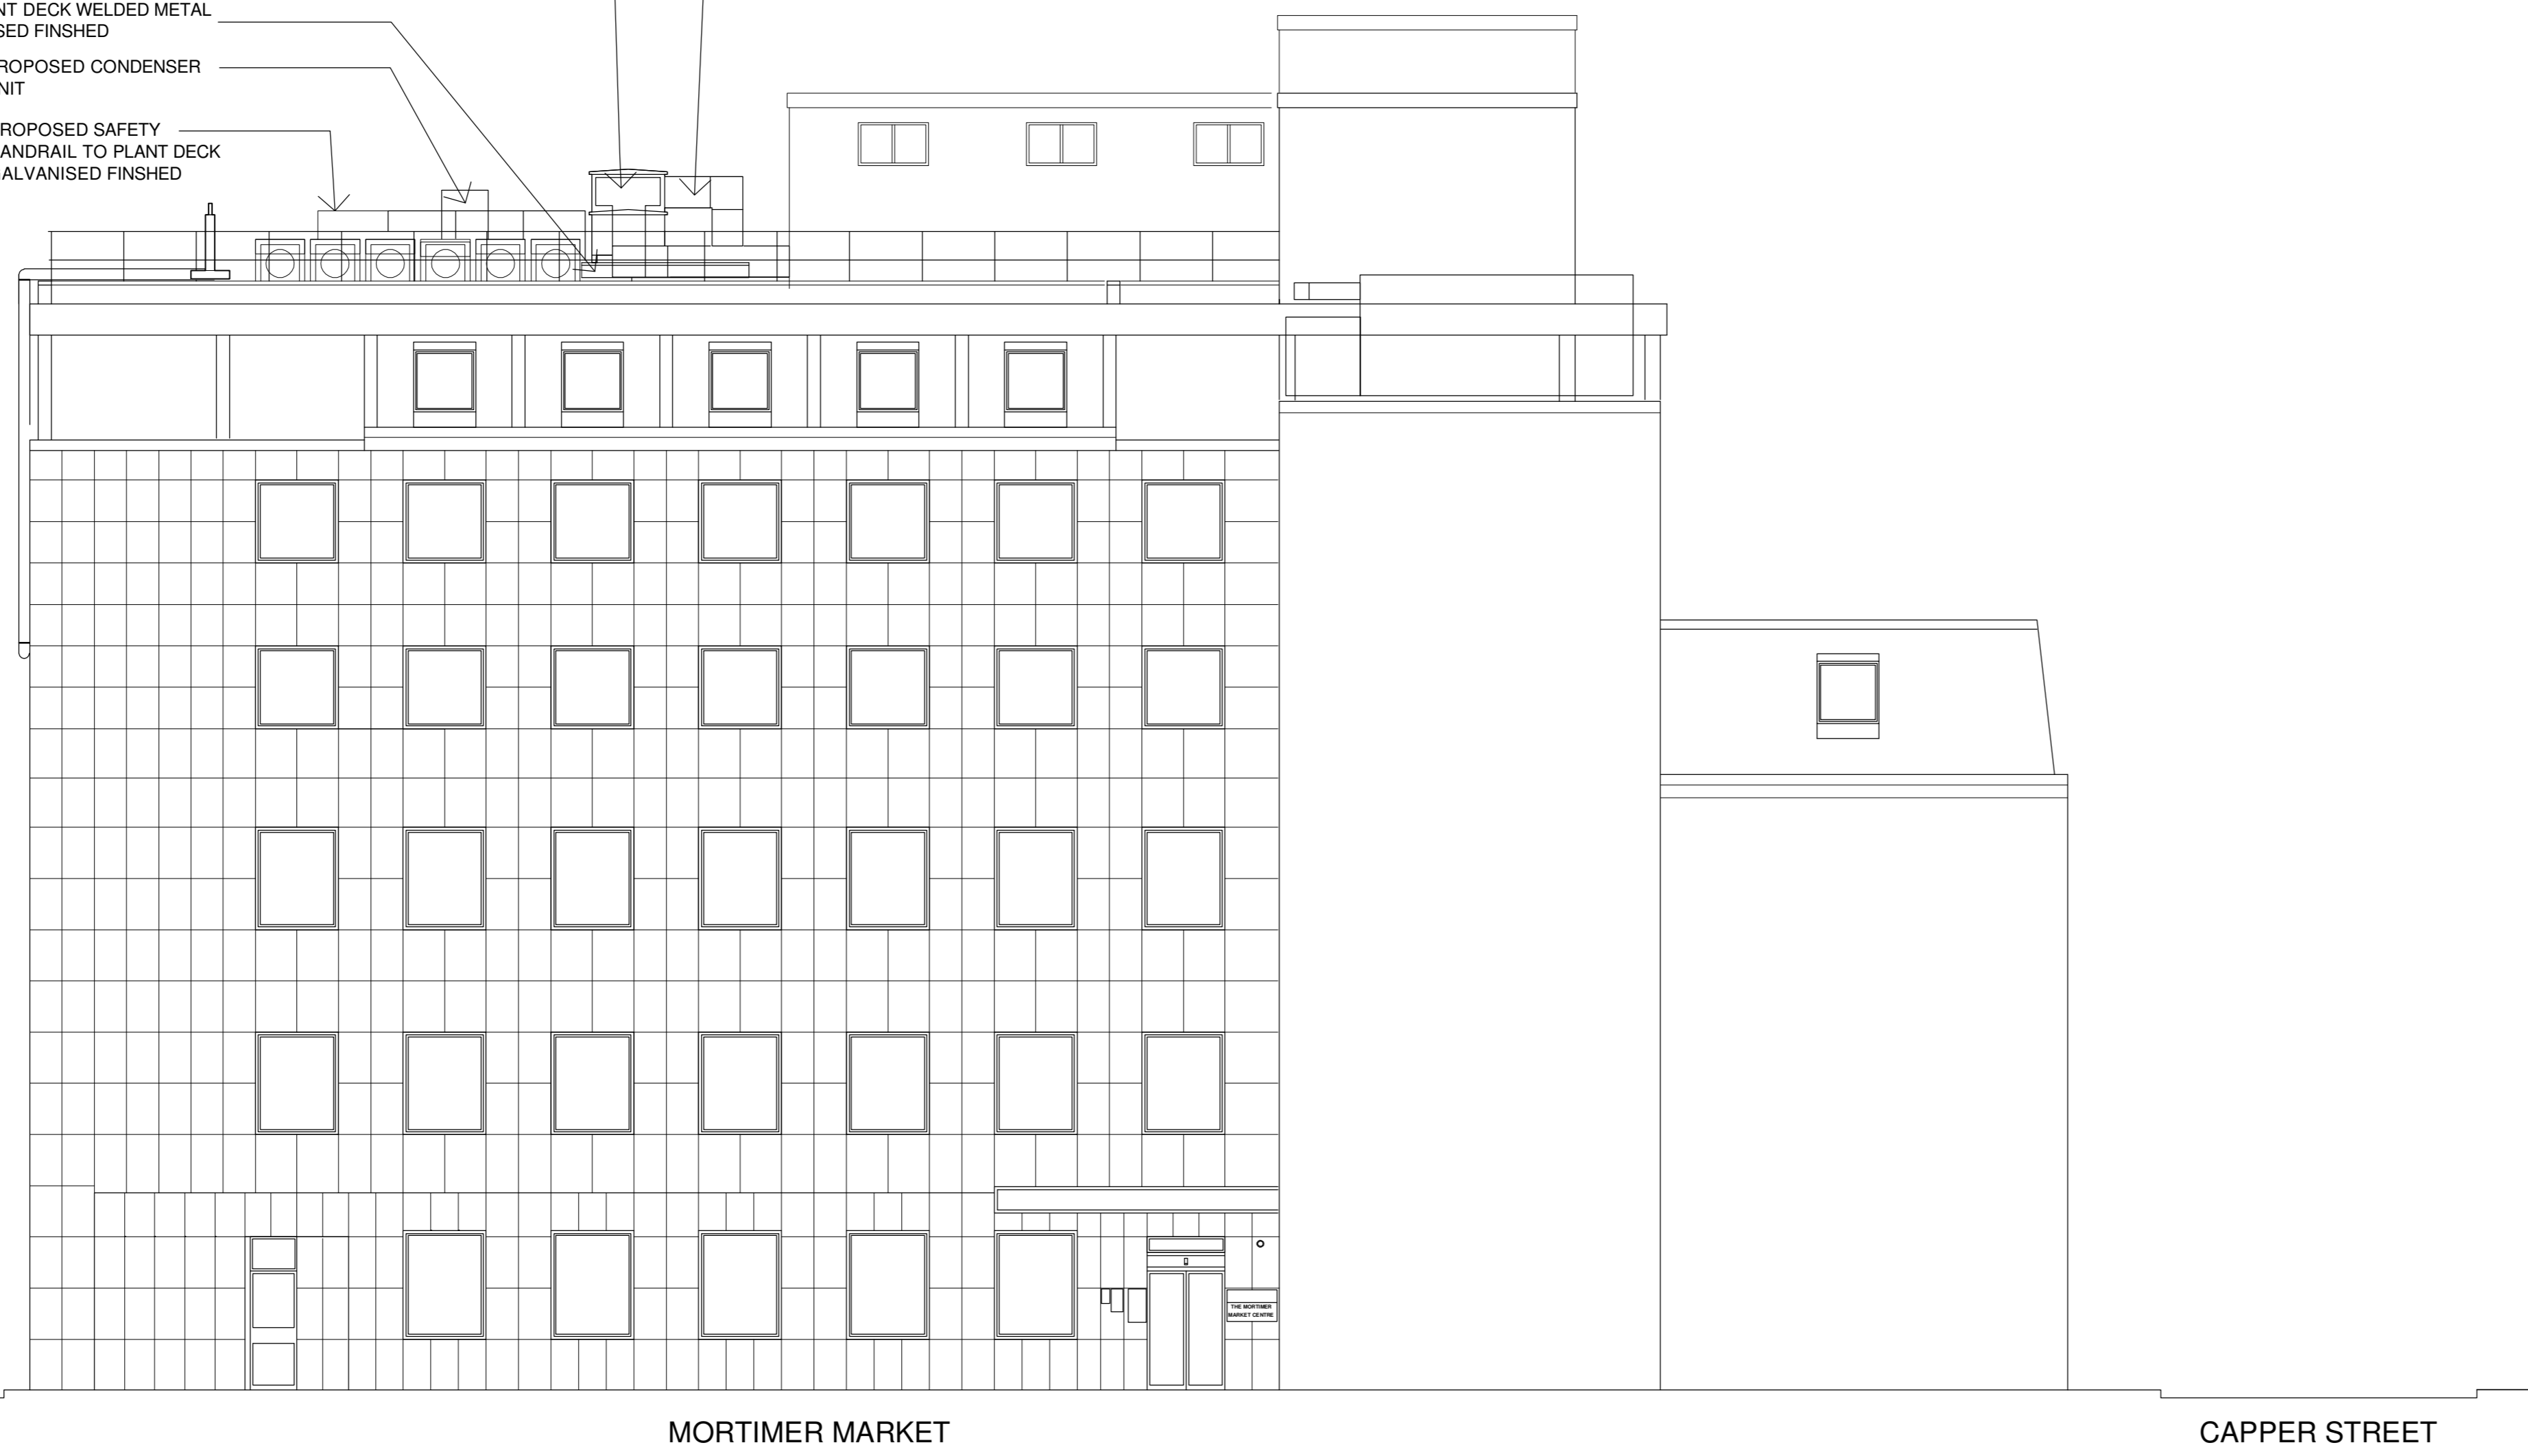 NT DECK WELDED METAL
SED FINSHED
ROPOSED CONDENSER
NIT
ROPOSED SAFETY
ANDRAIL TO PLANT DECK
ALVANISED FINSHED
THE MORTIMER
MARKET CENTRE
MORTIMER MARKET
CAPPER STREET